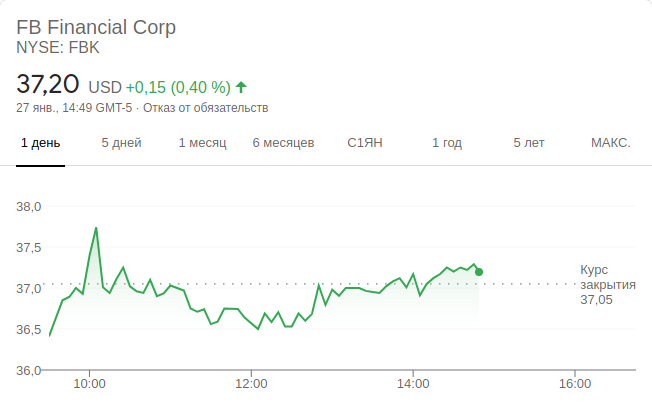 FB Financial Corp
NYSE: FBK
37,20 USD +0,15 (0,40 %)
27 янв., 14:49 GMT-5 · Отказ от обязательств
1 день 5 дней 1 месяц 6 месяцев С1ЯН 1 год 5 лет МАКС.
38,0
37,5
37,0
36,5
36,0
Курс
закрытия
37,05
10:00 12:00 14:00 16:00